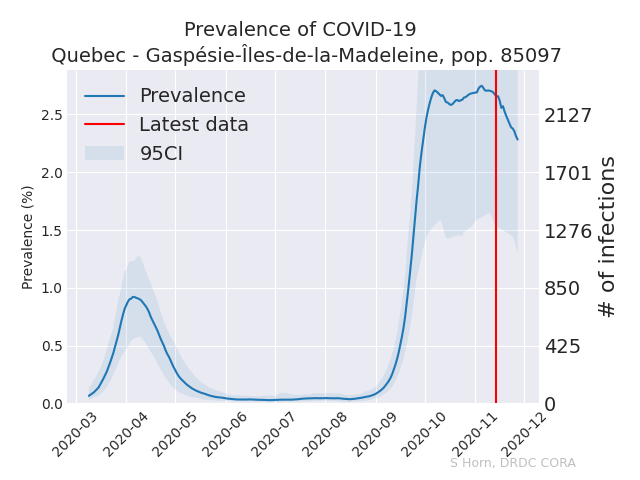 Prevalence of COVID-19
Quebec - Gaspésie-Îles-de-la-Madeleine, pop. 85097
Prevalence
Latest data
95CI
Prevalence (%)
2.5
2.0
1.5
1.0
0.5
0.0
2127
1701
1276
850
425
0
# of infections
2020-03
2020-04
2020-05
2020-06
2020-07
2020-08
2020-09
2020-10
2020-11
2020-12
S Horn, DRDC CORA